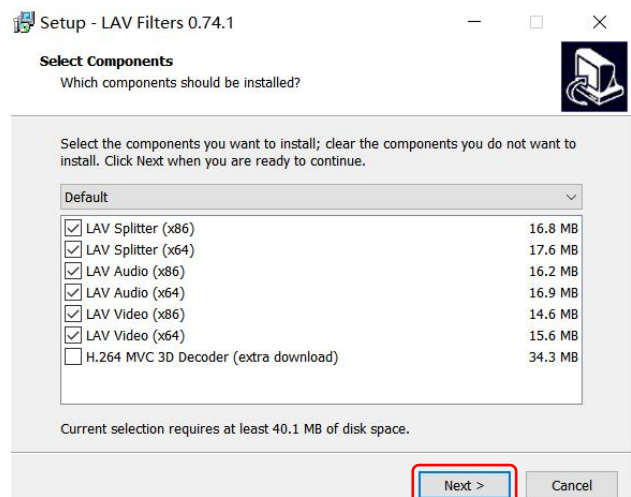 Setup - LAV Filters 0.74.1
Select Components
Which components should be installed?
Select the components you want to install; clear the components you do not want to
install. Click Next when you are ready to continue.
Default
LAV Splitter (x86) 16.8 MB
LAV Splitter (x64) 17.6 MB
LAV Audio (x86) 16.2 MB
LAV Audio (x64) 16.9 MB
LAV Video (x86) 14.6 MB
LAV Video (x64) 15.6 MB
H.264 MVC 3D Decoder (extra download) 34.3 MB
Current selection requires at least 40.1 MB of disk space.
Next > Cancel